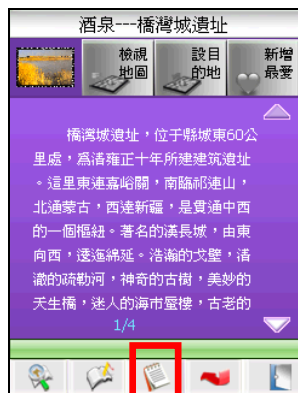 酒泉---橋灣城遺址
檢視
地圖
設目
的地
新增
最愛
橋灣城遺址，位于縣城東60公
里處，爲清雍正十年所建建筑遺址
。這里東連嘉峪關，南臨祁連山，
北通蒙古，西達新疆，是貫通中西
的一個樞紐。著名的漢長城，由東
向西，逶迤綿延。浩瀚的戈壁，清
澈的疏勒河，神奇的古樹，美妙的
天生橋，迷人的海市蜃樓，古老的
1/4